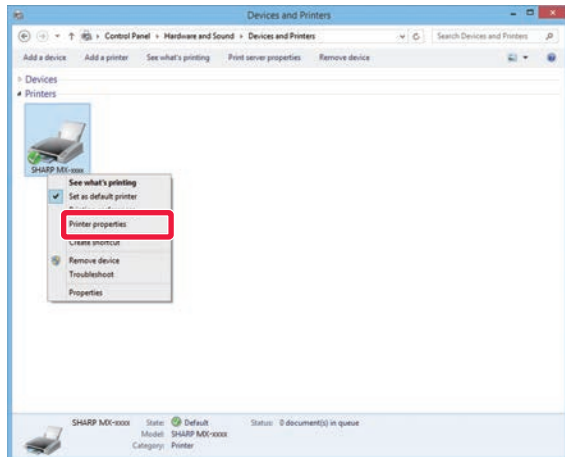 Devices and Printers
Control Panel › Hardware and Sound › Devices and Printers
Search Devices and Printers
Add a device Add a printer See what's printing Print server properties Remove device
Devices
Printers
SHARP MX-xxxx
See what's printing
Set as default printer
Printer properties
Create shortcut
Remove device
Troubleshoot
Properties
SHARP MX-xxxx State: Default Status: 0 document(s) in queue
Model: SHARP MX-xxxx
Category: Printer